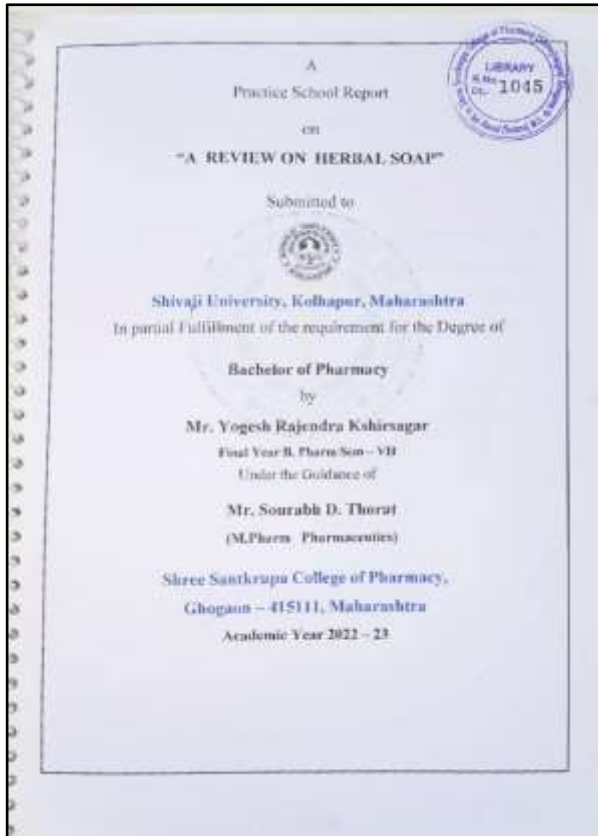 A
Practice School Report
on
"A REVIEW ON HERBAL SOAP"
Submitted to
Shivaji University, Kolhapur, Maharashtra
In partial Fulfillment of the requirement for the Degree of
Bachelor of Pharmacy
by
Mr. Yogesh Rajendra Kshirsagar
Final Year B. Pharm Sem – VII
Under the Guidance of
Mr. Sourabh D. Thorat
(M.Pharm Pharmaceutics)
Shree Santkrupa College of Pharmacy,
Ghogaon – 415111, Maharashtra
Academic Year 2022 – 23
LIBRARY
1045